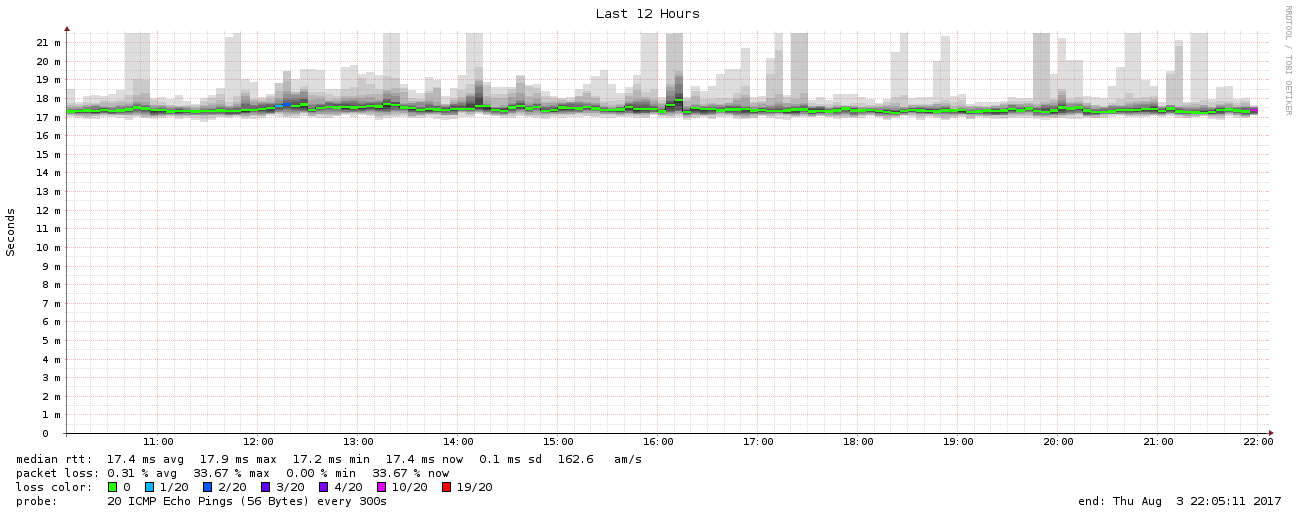 Last 12 Hours
RRDTOOL / TOBI OETIKER
Seconds
21 m
20 m
19 m
18 m
17 m
16 m
15 m
14 m
13 m
12 m
11 m
10 m
9 m
8 m
7 m
6 m
5 m
4 m
3 m
2 m
1 m
0
11:00 12:00 13:00 14:00 15:00 16:00 17:00 18:00 19:00 20:00 21:00 22:00
median rtt: 17.4 ms avg 17.9 ms max 17.2 ms min 17.4 ms now 0.1 ms sd 162.6 am/s
packet loss: 0.31 % avg 33.67 % max 0.00 % min 33.67 % now
loss color: 0 1/20 2/20 3/20 4/20 10/20 19/20
probe: 20 ICMP Echo Pings (56 Bytes) every 300s end: Thu Aug 3 22:05:11 2017